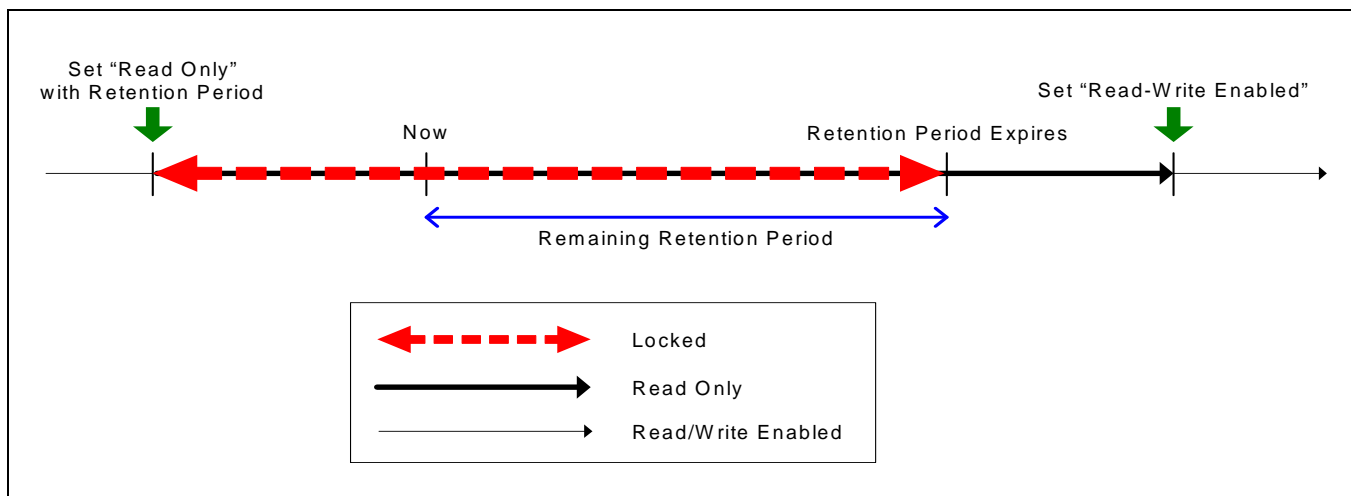 Set “Read Only”
with Retention Period
Now
Retention Period Expires
Set “Read-Write Enabled”
Remaining Retention Period
Locked
Read Only
Read/Write Enabled